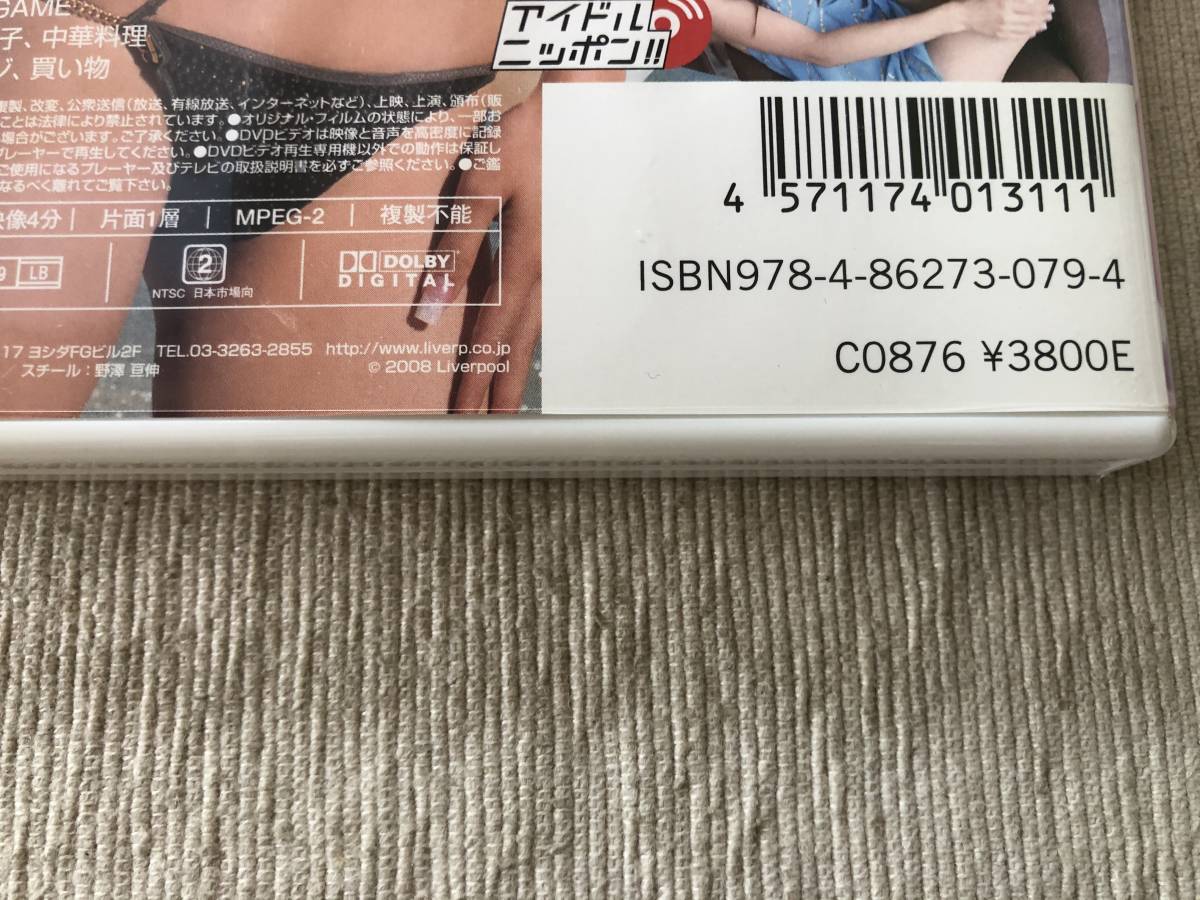 GAME
子、中華料理
ジ、買い物
アイドル
ニッポン!!
複製、改変、公衆送信(放送、有線放送、インターネットなど)、上映、上演、頒布(販
ことは法律により禁止されています。●オリジナル・フィルムの状態により、一部お
場合がございます。ご了承ください。●DVDビデオは映像と音声を高密度に記録
プレーヤーで再生してください。●DVDビデオ再生専用機以外での動作は保証し
ご使用になるプレーヤー及びテレビの取扱説明書を必ずご参照ください。●ご鑑
なるべく離れてご覧下さい。
映像4分 | 片面1層 | MPEG-2 | 複製不能
9 LB
2
NTSC 日本市場向
DOLBY
DIGITAL
17 ヨシダFGビル2F TEL.03-3263-2855 http://www.liverp.co.jp
/ スチール:野澤 亘伸 © 2008 Liverpool
4 571174 013111
ISBN978-4-86273-079-4
C0876 ¥3800E